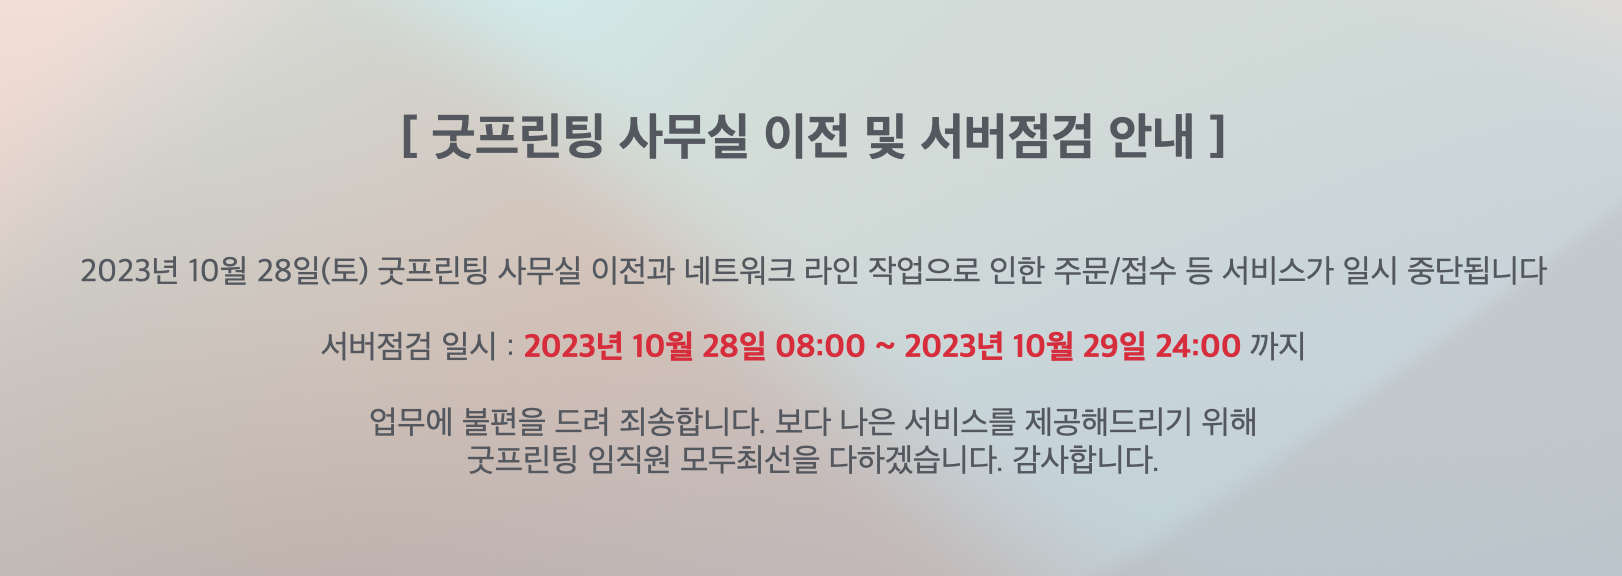 [ 굿프린팅 사무실 이전 및 서버점검 안내 ]
2023년 10월 28일(토) 굿프린팅 사무실 이전과 네트워크 라인 작업으로 인한 주문/접수 등 서비스가 일시 중단됩니다
서버점검 일시 : 2023년 10월 28일 08:00 ~ 2023년 10월 29일 24:00 까지
업무에 불편을 드려 죄송합니다. 보다 나은 서비스를 제공해드리기 위해
굿프린팅 임직원 모두최선을 다하겠습니다. 감사합니다.